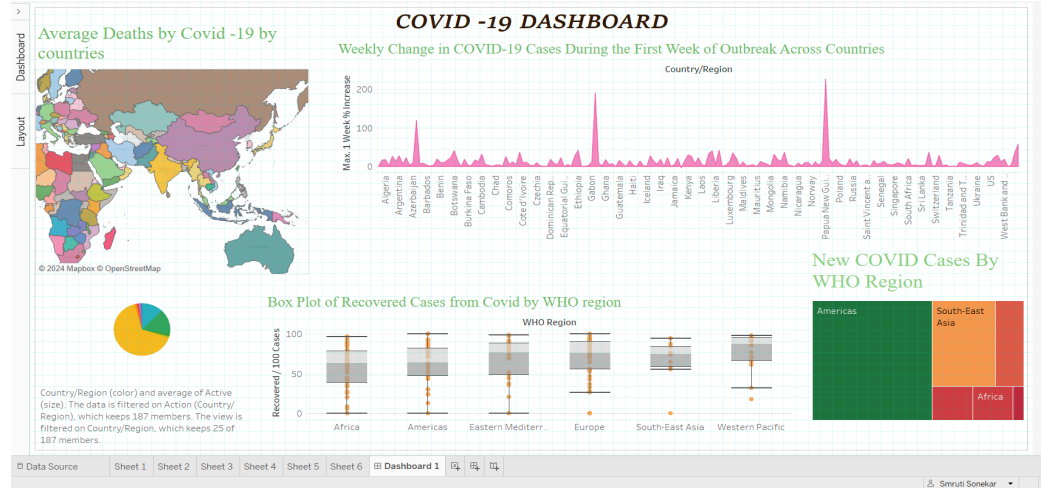 COVID -19 DASHBOARD
Dashboard
Layout
Average Deaths by Covid -19 by
countries
© 2024 Mapbox © OpenStreetMap
Weekly Change in COVID-19 Cases During the First Week of Outbreak Across Countries
Country/Region
Max. 1 Week % Increase
200
100
0
Algeria
Argentina
Azerbaijan
Barbados
Benin
Botswana
Burkina Faso
Cambodia
Chad
Comoros
Cote d'Ivoire
Czechia
Dominican Rep..
Equatorial Gui..
Ethiopia
Gabon
Ghana
Guatemala
Haiti
Iceland
Iraq
Jamaica
Kenya
Laos
Liberia
Luxembourg
Maldives
Mauritius
Mongolia
Namibia
Nicaragua
Norway
Papua New Gui..
Poland
Russia
Saint Vincent a..
Senegal
Singapore
South Africa
Sri Lanka
Switzerland
Tanzania
Trinidad and T..
Ukraine
US
West Bank and ..
New COVID Cases By
WHO Region
Americas
South-East
Asia
Africa
Box Plot of Recovered Cases from Covid by WHO region
WHO Region
Recovered / 100 Cases
100
50
0
Africa
Americas
Eastern Mediterr..
Europe
South-East Asia
Western Pacific
Country/Region (color) and average of Active
(size). The data is filtered on Action (Country/
Region), which keeps 187 members. The view is
filtered on Country/Region, which keeps 25 of
187 members.
Data Source
Sheet 1
Sheet 2
Sheet 3
Sheet 4
Sheet 5
Sheet 6
Dashboard 1
Smruti Sonekar